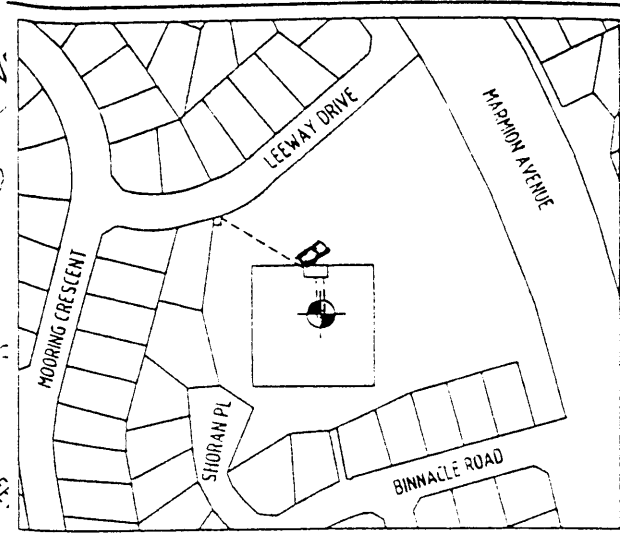 LEEWAY DRIVE
MARMION AVENUE
MOORING CRESCENT
SHORAN PL
BINNACLE ROAD